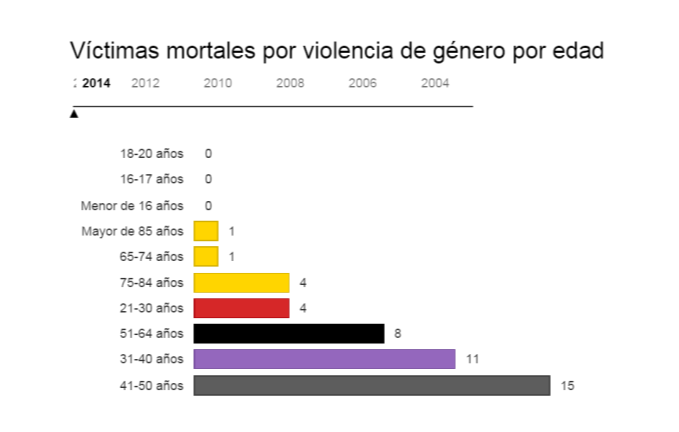 Víctimas mortales por violencia de género por edad
2014 2012 2010 2008 2006 2004
18-20 años 0
16-17 años 0
Menor de 16 años 0
Mayor de 85 años 1
65-74 años 1
75-84 años 4
21-30 años 4
51-64 años 8
31-40 años 11
41-50 años 15